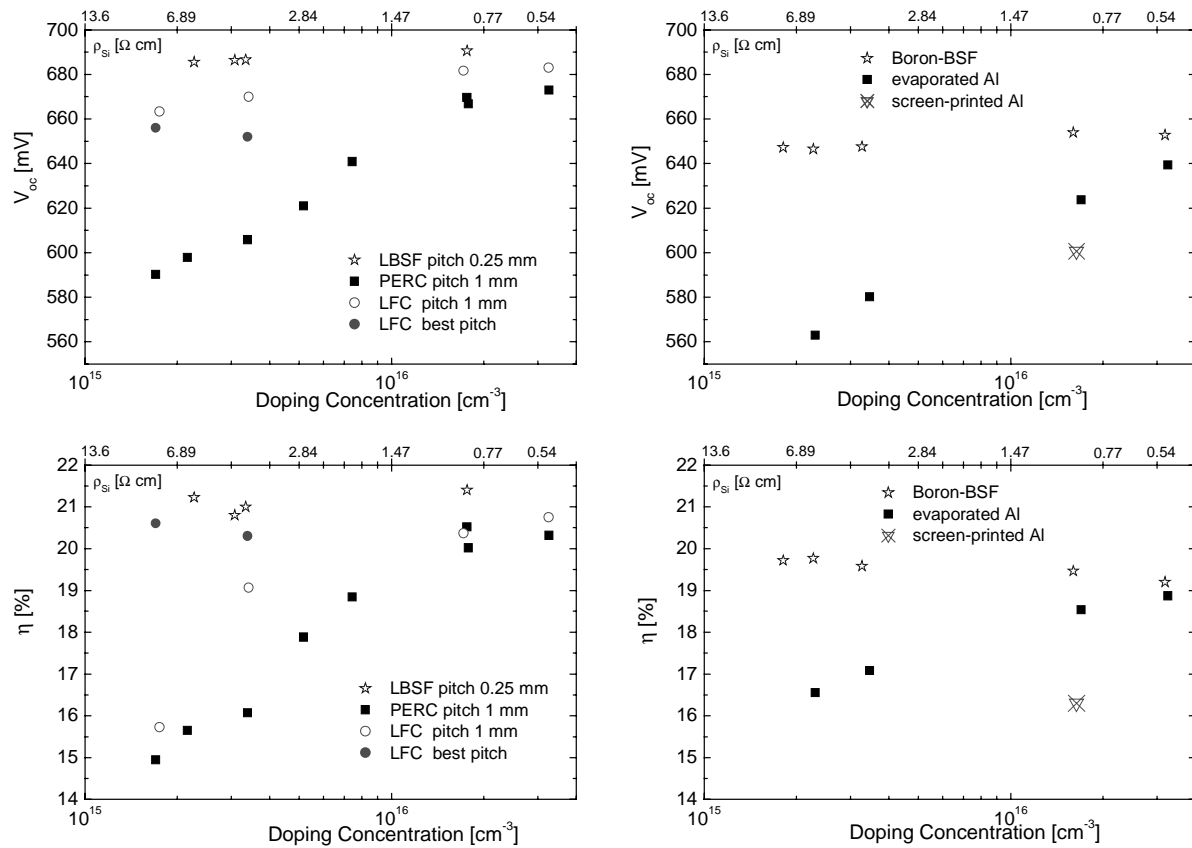 13.6 6.89 2.84 1.47 0.77 0.54
700
ρSi [Ω cm]
680
660
640
620
600
580
560
Voc [mV]
LBSF pitch 0.25 mm
PERC pitch 1 mm
LFC pitch 1 mm
LFC best pitch
10^15 10^16
Doping Concentration [cm^-3]
13.6 6.89 2.84 1.47 0.77 0.54
700
ρSi [Ω cm]
680
660
640
620
600
580
560
Voc [mV]
Boron-BSF
evaporated Al
screen-printed Al
10^15 10^16
Doping Concentration [cm^-3]
13.6 6.89 2.84 1.47 0.77 0.54
22
ρSi [Ω cm]
21
20
19
18
17
16
15
14
η [%]
LBSF pitch 0.25 mm
PERC pitch 1 mm
LFC pitch 1 mm
LFC best pitch
10^15 10^16
Doping Concentration [cm^-3]
13.6 6.89 2.84 1.47 0.77 0.54
22
ρSi [Ω cm]
21
20
19
18
17
16
15
14
η [%]
Boron-BSF
evaporated Al
screen-printed Al
10^15 10^16
Doping Concentration [cm^-3]